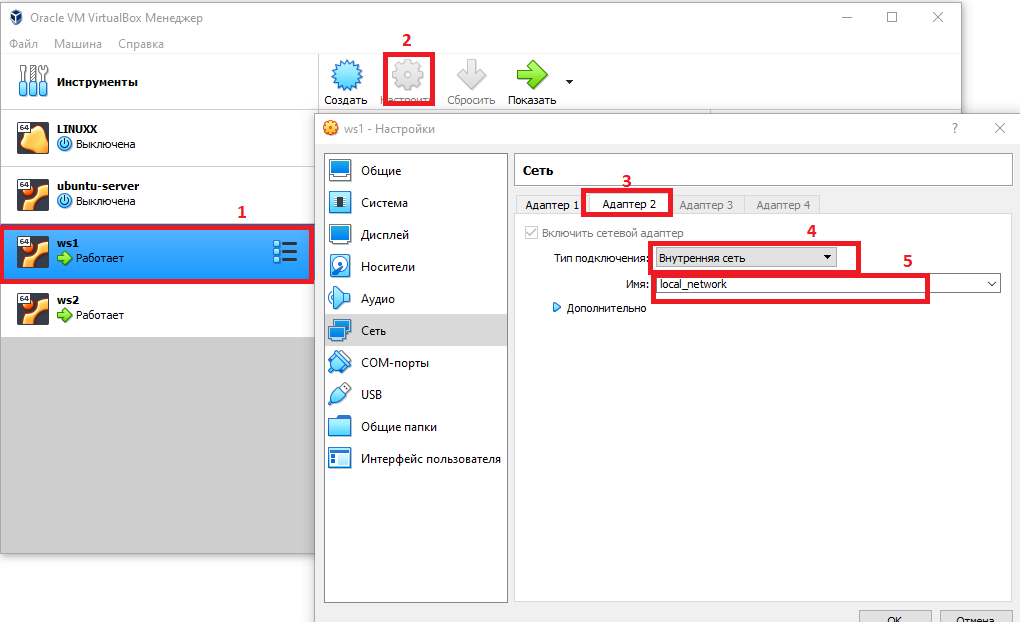 Oracle VM VirtualBox Менеджер
Файл Машина Справка
2
Инструменты
Создать Настроить Сбросить Показать
64 LINUXX
Выключена
64 ubuntu-server
Выключена
1
64 ws1
Работает
64 ws2
Работает
ws1 - Настройки ?
Общие
Система
Дисплей
Носители
Аудио
Сеть
COM-порты
USB
Общие папки
Интерфейс пользователя
Сеть
3
Адаптер 1 Адаптер 2 Адаптер 3 Адаптер 4
Включить сетевой адаптер 4
Тип подключения: Внутренняя сеть 5
Имя: local_network
Дополнительно
OK Отмена